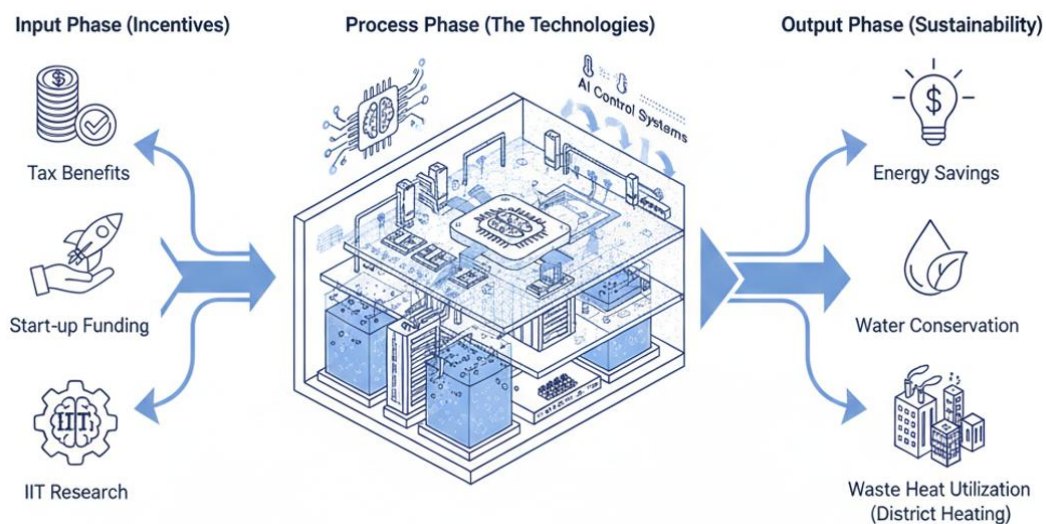 Input Phase (Incentives)
Process Phase (The Technologies)
Output Phase (Sustainability)
$
Tax Benefits
Start-up Funding
IIT
IIT Research
AI Control Systems
$
Energy Savings
Water Conservation
Waste Heat Utilization
(District Heating)